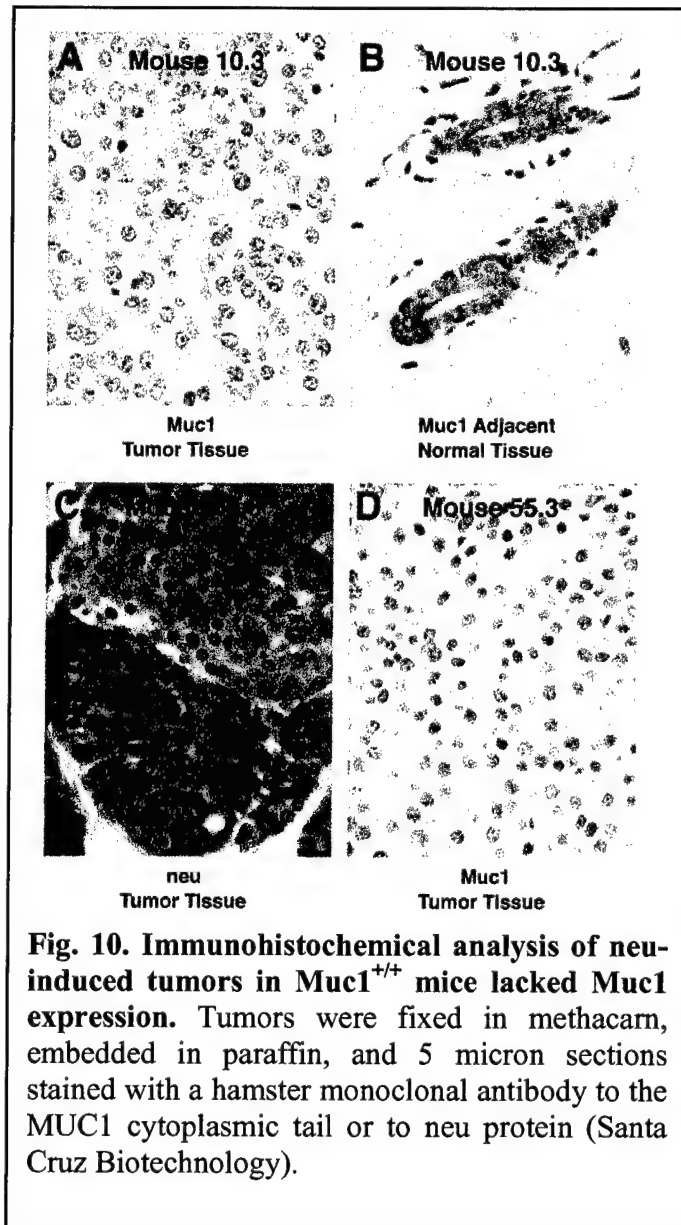 A Mouse 10.3
B Mouse 10.3
Muc1
Tumor Tissue
Muc1 Adjacent
Normal Tissue
C
D Mouse 55.3
neu
Tumor Tissue
Muc1
Tumor Tissue
Fig. 10. Immunohistochemical analysis of neu-
induced tumors in Muc1+/+ mice lacked Muc1
expression. Tumors were fixed in methacarn,
embedded in paraffin, and 5 micron sections
stained with a hamster monoclonal antibody to the
MUC1 cytoplasmic tail or to neu protein (Santa
Cruz Biotechnology).